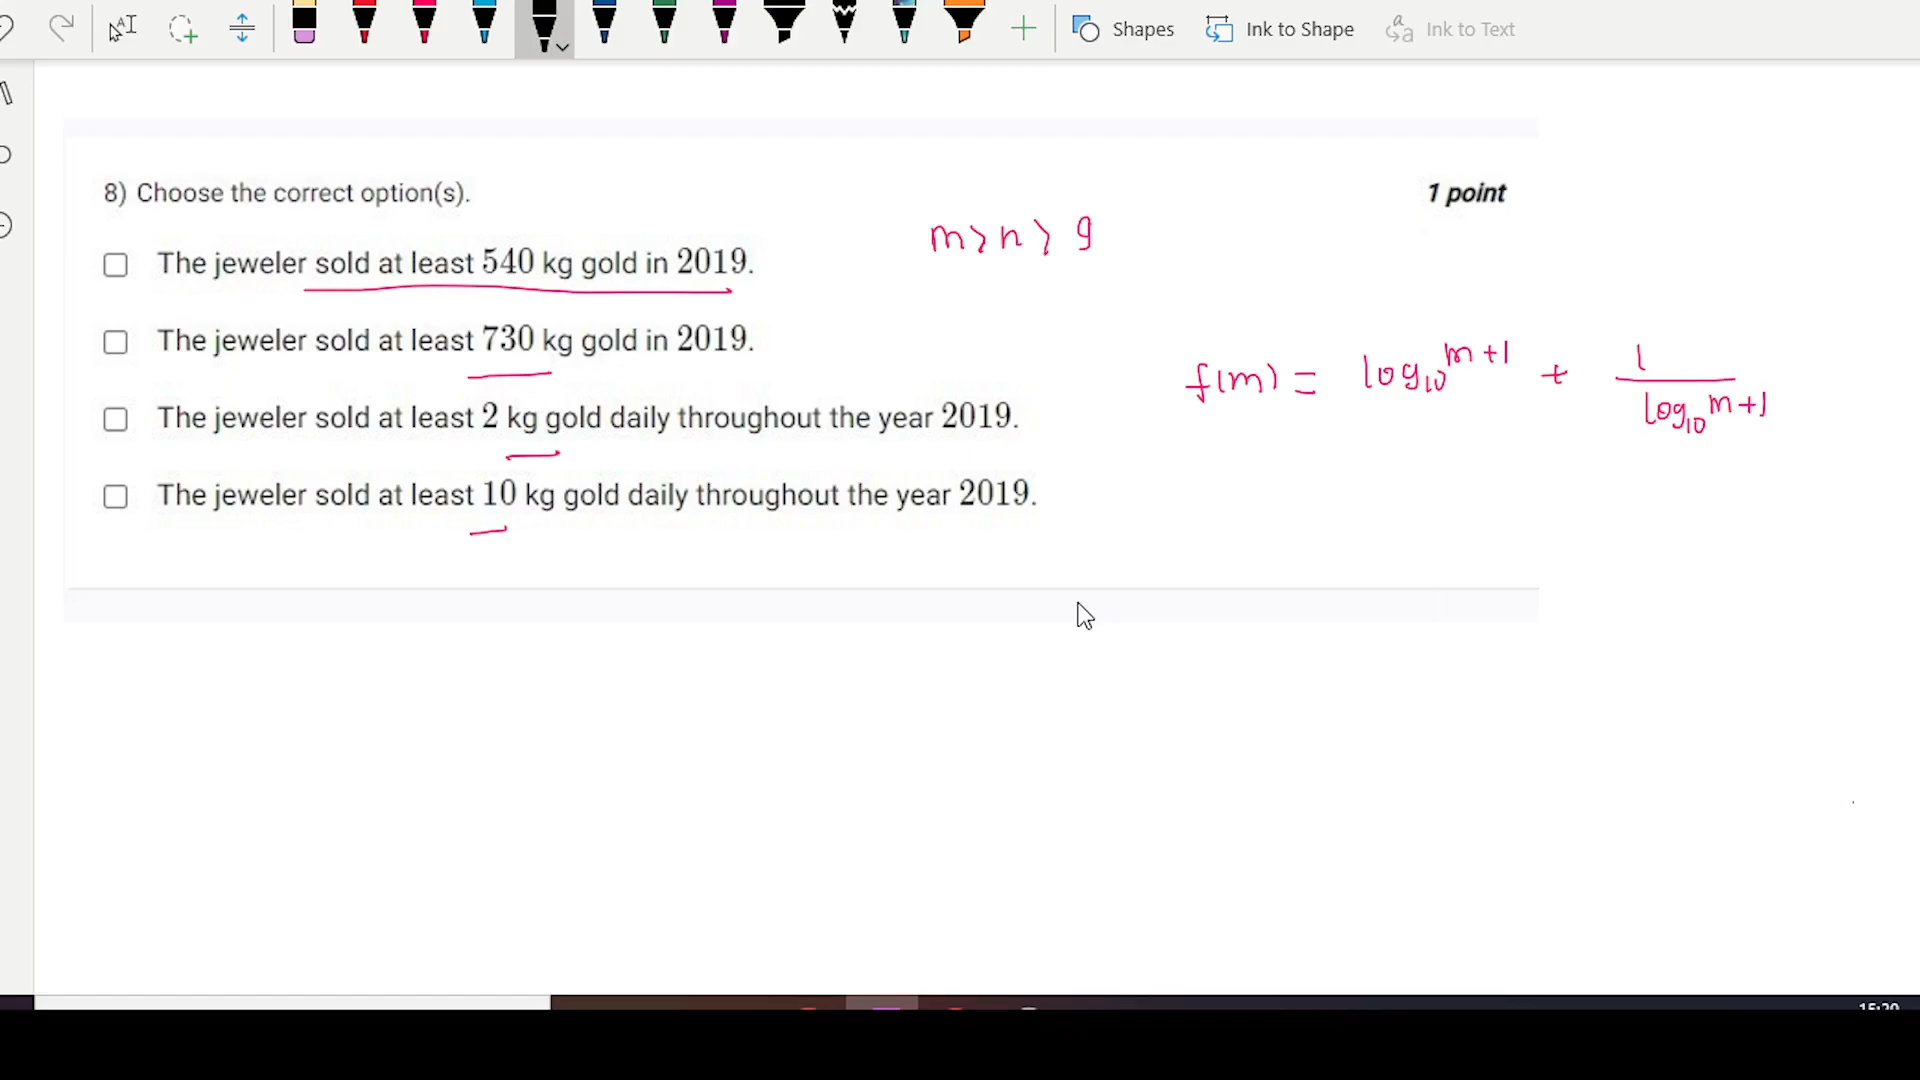 Shapes
Ink to Shape
Ink to Text
8) Choose the correct option(s).
1 point
The jeweler sold at least 540 kg gold in 2019.
m > n > 9
The jeweler sold at least 730 kg gold in 2019.
f(m) = log₁₀ m+1 + 1 / log₁₀ m+1
The jeweler sold at least 2 kg gold daily throughout the year 2019.
The jeweler sold at least 10 kg gold daily throughout the year 2019.